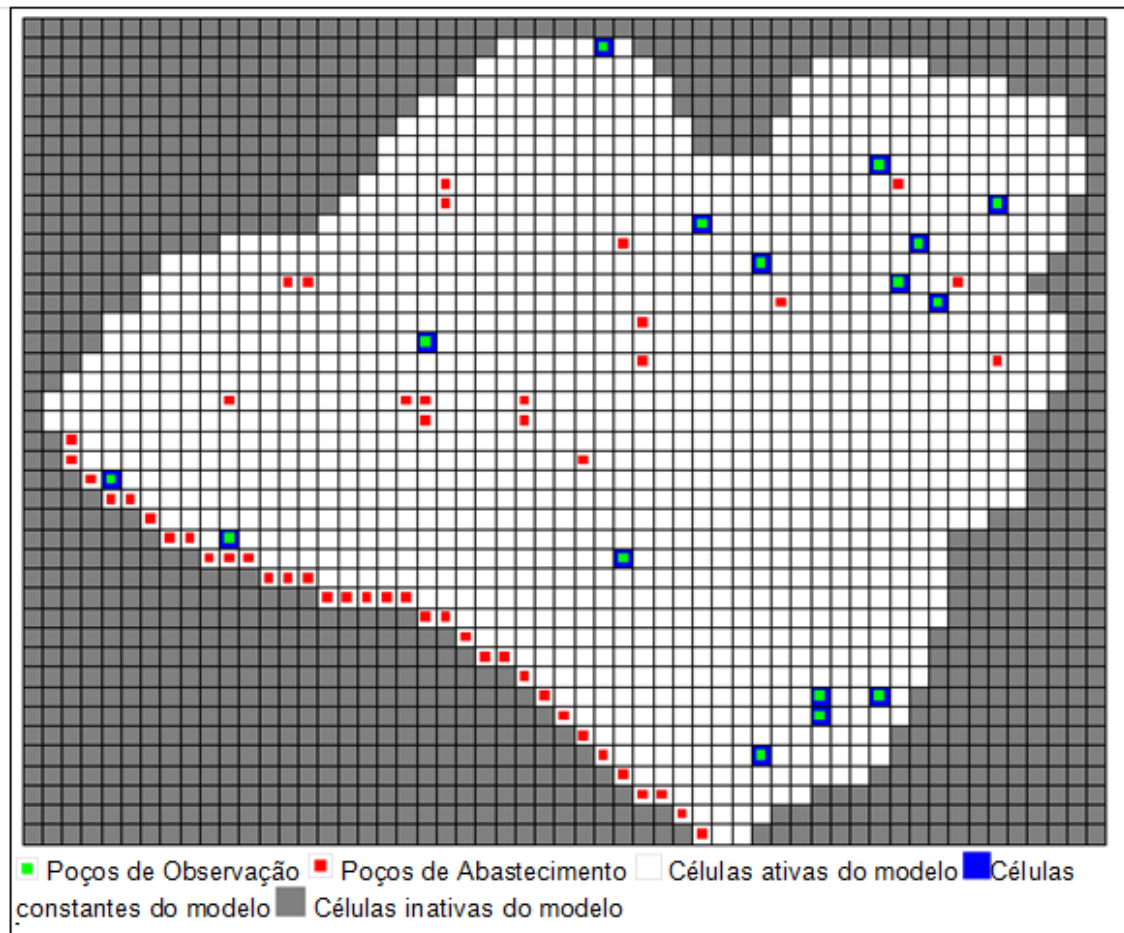 Poços de Observação Poços de Abastecimento Células ativas do modelo Células
constantes do modelo Células inativas do modelo